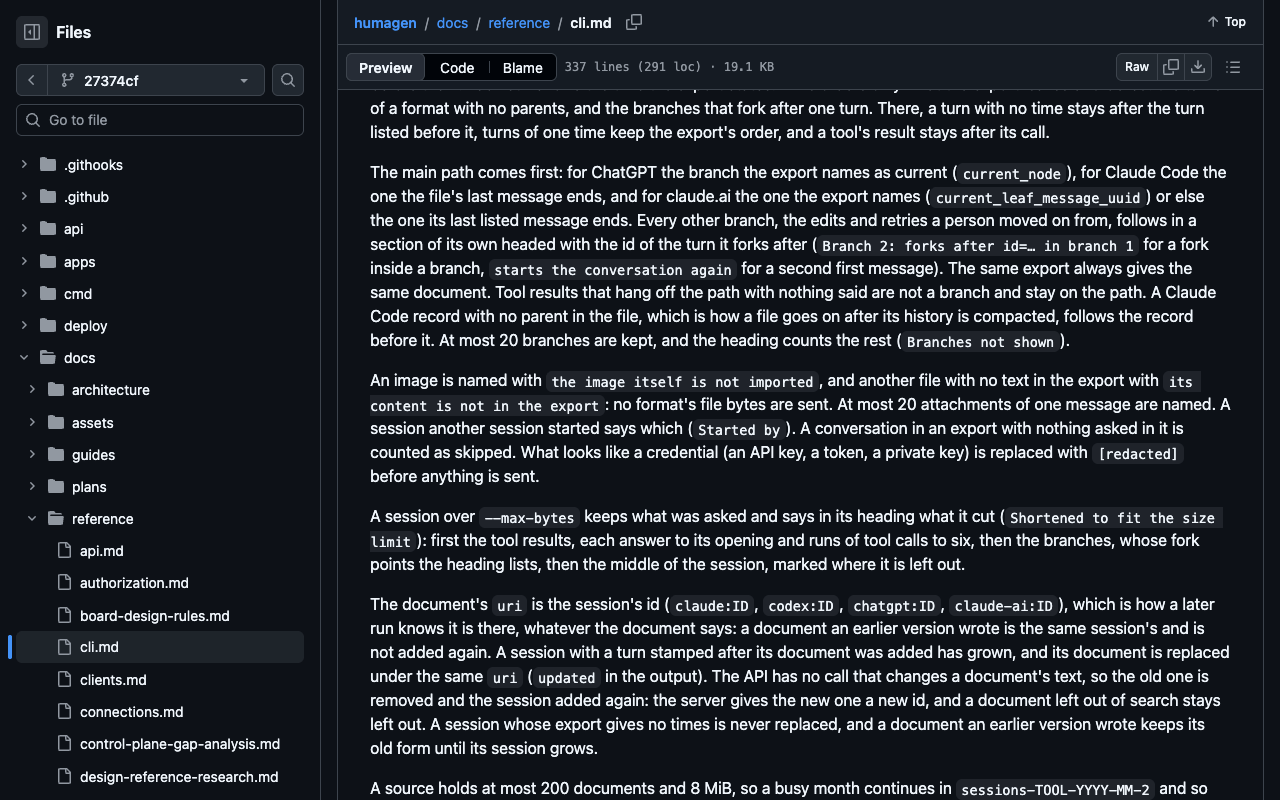 Files
27374cf
Go to file
.githooks
.github
api
apps
cmd
deploy
docs
architecture
assets
guides
plans
reference
api.md
authorization.md
board-design-rules.md
cli.md
clients.md
connections.md
control-plane-gap-analysis.md
design-reference-research.md
humagen / docs / reference / cli.md
Top
Preview Code Blame 337 lines (291 loc) · 19.1 KB
Raw
of a format with no parents, and the branches that fork after one turn. There, a turn with no time stays after the turn
listed before it, turns of one time keep the export's order, and a tool's result stays after its call.
The main path comes first: for ChatGPT the branch the export names as current (current_node), for Claude Code the
one the file's last message ends, and for claude.ai the one the export names (current_leaf_message_uuid) or else
the one its last listed message ends. Every other branch, the edits and retries a person moved on from, follows in a
section of its own headed with the id of the turn it forks after (Branch 2: forks after id=… in branch 1 for a fork
inside a branch, starts the conversation again for a second first message). The same export always gives the
same document. Tool results that hang off the path with nothing said are not a branch and stay on the path. A Claude
Code record with no parent in the file, which is how a file goes on after its history is compacted, follows the record
before it. At most 20 branches are kept, and the heading counts the rest (Branches not shown).
An image is named with the image itself is not imported, and another file with no text in the export with its
content is not in the export: no format's file bytes are sent. At most 20 attachments of one message are named. A
session another session started says which (Started by). A conversation in an export with nothing asked in it is
counted as skipped. What looks like a credential (an API key, a token, a private key) is replaced with [redacted]
before anything is sent.
A session over --max-bytes keeps what was asked and says in its heading what it cut (Shortened to fit the size
limit): first the tool results, each answer to its opening and runs of tool calls to six, then the branches, whose fork
points the heading lists, then the middle of the session, marked where it is left out.
The document's uri is the session's id (claude:ID, codex:ID, chatgpt:ID, claude-ai:ID), which is how a later
run knows it is there, whatever the document says: a document an earlier version wrote is the same session's and is
not added again. A session with a turn stamped after its document was added has grown, and its document is replaced
under the same uri (updated in the output). The API has no call that changes a document's text, so the old one is
removed and the session added again: the server gives the new one a new id, and a document left out of search stays
left out. A session whose export gives no times is never replaced, and a document an earlier version wrote keeps its
old form until its session grows.
A source holds at most 200 documents and 8 MiB, so a busy month continues in sessions-TOOL-YYYY-MM-2 and so